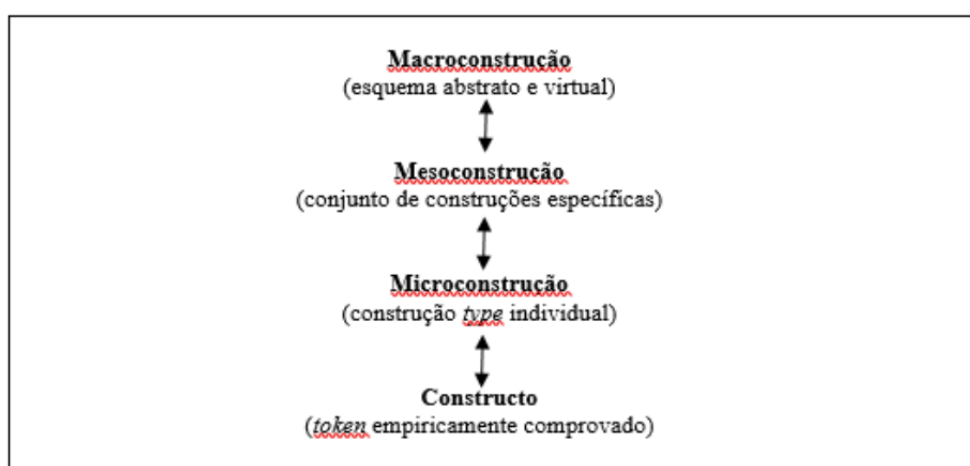 Macroconstrução
(esquema abstrato e virtual)
Mesoconstrução
(conjunto de construções específicas)
Microconstrução
(construção type individual)
Constructo
(token empiricamente comprovado)